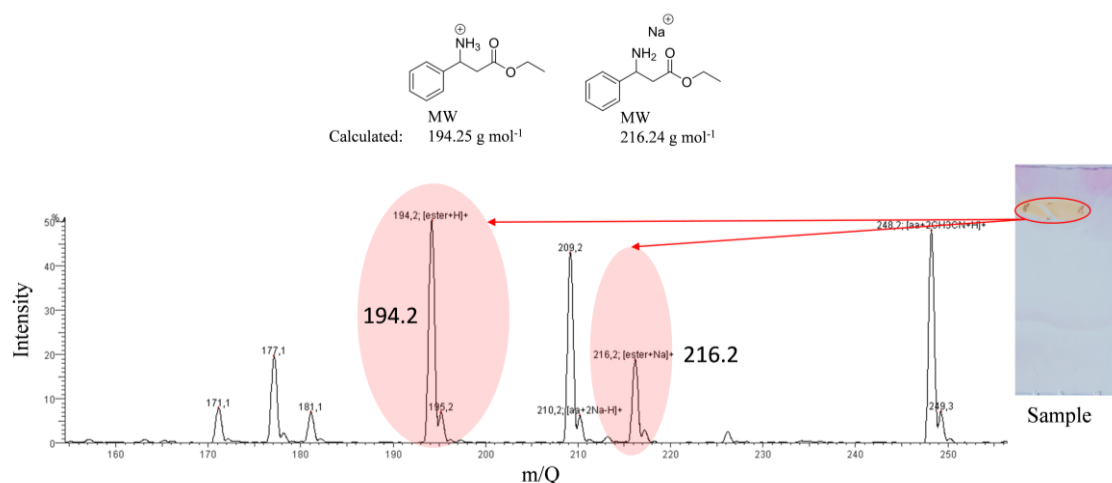 ⊕
NH3
O
O
MW
Calculated: 194.25 g mol-1
⊕
Na
NH2
O
O
MW
216.24 g mol-1
%
50
40
30
20
10
0
Intensity
194,2; [ester+H]+
194.2
195,2
171,1
177,1
181,1
209,2
210,2; [aa+2Na-H]+
216,2; [ester+Na]+
216.2
248,2; [aa+2CH3CN+H]+
249,3
160 170 180 190 200 210 220 230 240 250
m/Q
Sample